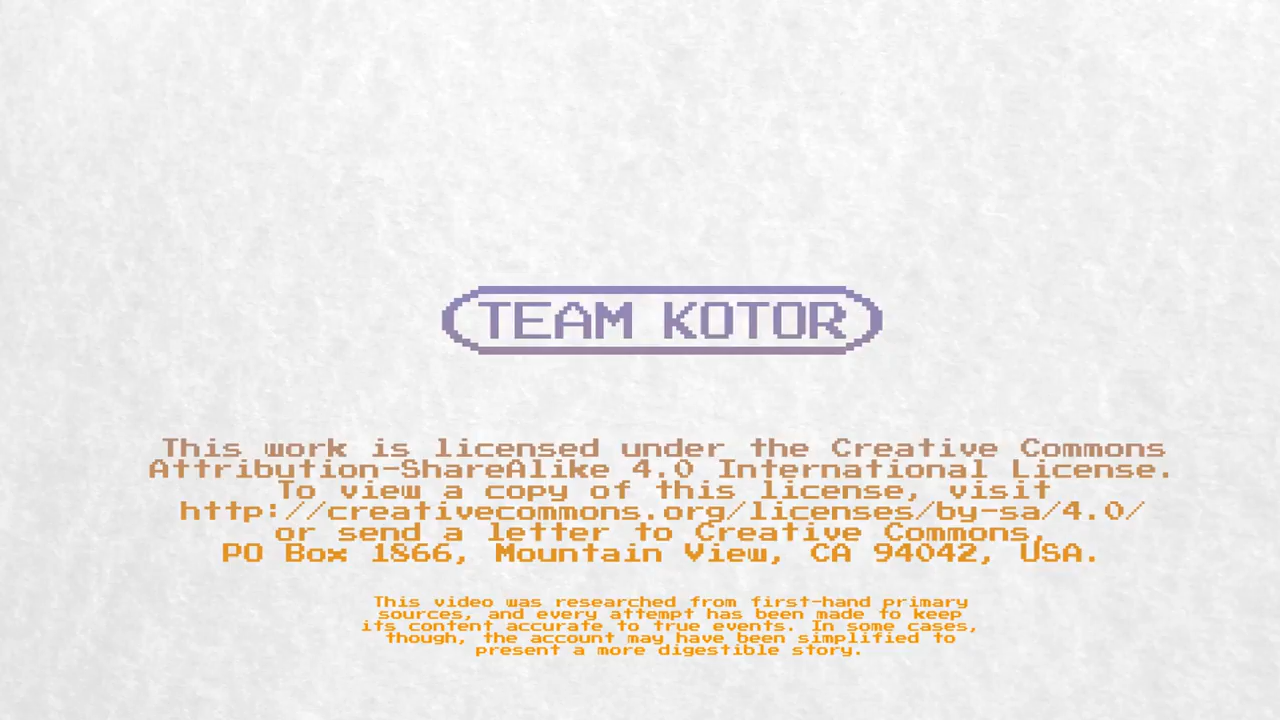 TEAM KOTOR
This work is licensed under the Creative Commons
Attribution-ShareAlike 4.0 International License.
To view a copy of this license, visit
http://creativecommons.org/licenses/by-sa/4.0/
or send a letter to Creative Commons,
PO Box 1866, Mountain View, CA 94042, USA.
This video was researched from first-hand primary
sources, and every attempt has been made to keep
its content accurate to true events. In some cases,
though, the account may have been simplified to
present a more digestible story.